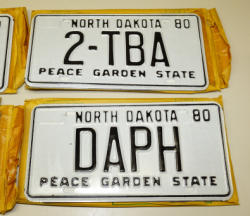 NORTH DAKOTA 80
2-TBA
PEACE GARDEN STATE
NORTH DAKOTA 80
DAPH
PEACE GARDEN STATE